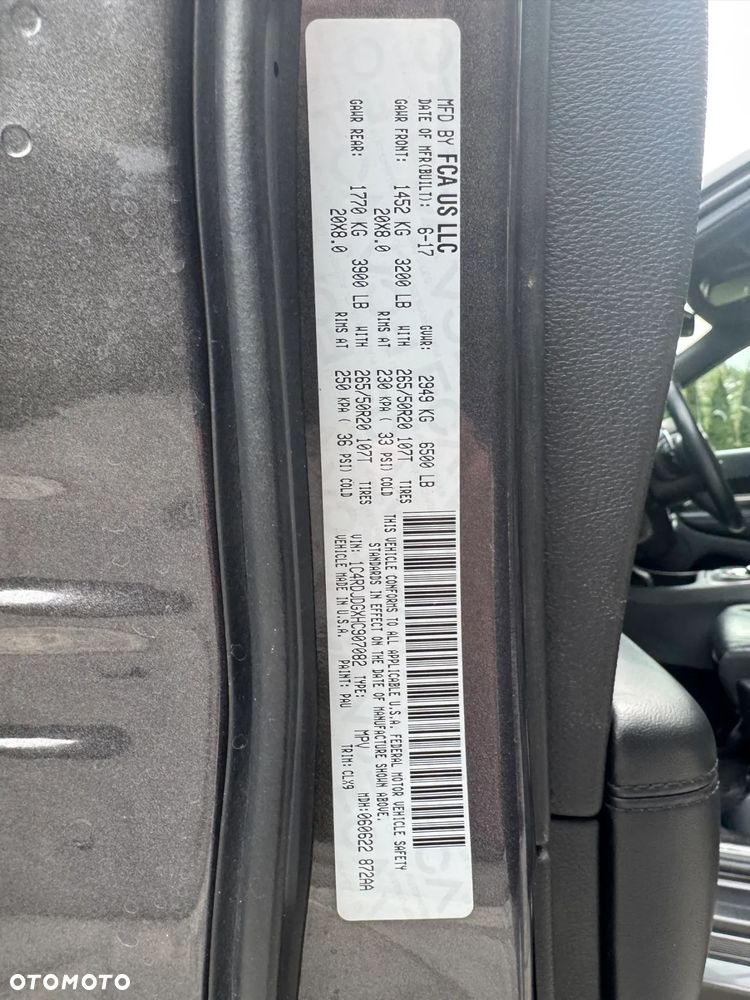 MFD BY FCA US LLC
DATE OF MFR(BUILT): 6-17 GVWR: 2949 KG 6500 LB
GAWR FRONT: 1452 KG 3200 LB WITH 265/50R20 107T TIRES
20X8.0 RIMS AT 230 KPA ( 33 PSI) COLD
GAWR REAR: 1770 KG 3900 LB WITH 265/50R20 107T TIRES
20X8.0 RIMS AT 250 KPA ( 36 PSI) COLD
THIS VEHICLE CONFORMS TO ALL APPLICABLE U.S.A. FEDERAL MOTOR VEHICLE SAFETY
STANDARDS IN EFFECT ON THE DATE OF MANUFACTURE SHOWN ABOVE.
VIN: 1C4RDJDGXHC907082 TYPE: MPV MDH:060622 872AA
VEHICLE MADE IN U.S.A. PAINT: PAU TRIM: CLX9
OTOMOTO